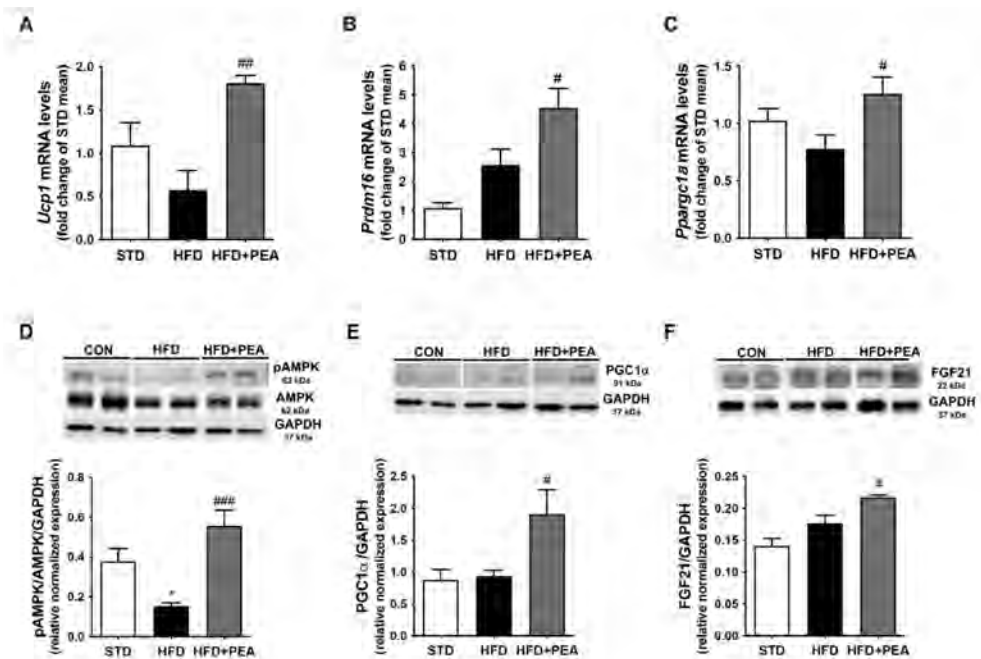 A
Ucp1 mRNA levels
(fold change of STD mean)
2.0
1.5
1.0
0.5
0.0
##
STD HFD HFD+PEA
B
Prdm16 mRNA levels
(fold change of STD mean)
6
5
4
3
2
1
0
#
STD HFD HFD+PEA
C
Ppargc1a mRNA levels
(fold change of STD mean)
2.0
1.5
1.0
0.5
0.0
#
STD HFD HFD+PEA
D
CON HFD HFD+PEA
pAMPK
62 kDa
AMPK
62 kDa
GAPDH
37 kDa
pAMPK/AMPK/GAPDH
(relative normalized expression)
0.8
0.6
0.4
0.2
0.0
*
###
STD HFD HFD+PEA
E
CON HFD HFD+PEA
PGC1α
91 kDa
GAPDH
37 kDa
PGC1α/GAPDH
(relative normalized expression)
2.5
2.0
1.5
1.0
0.5
0.0
#
STD HFD HFD+PEA
F
CON HFD HFD+PEA
FGF21
22 kDa
GAPDH
37 kDa
FGF21/GAPDH
(relative normalized expression)
0.25
0.20
0.15
0.10
0.05
0.00
STD HFD HFD+PEA